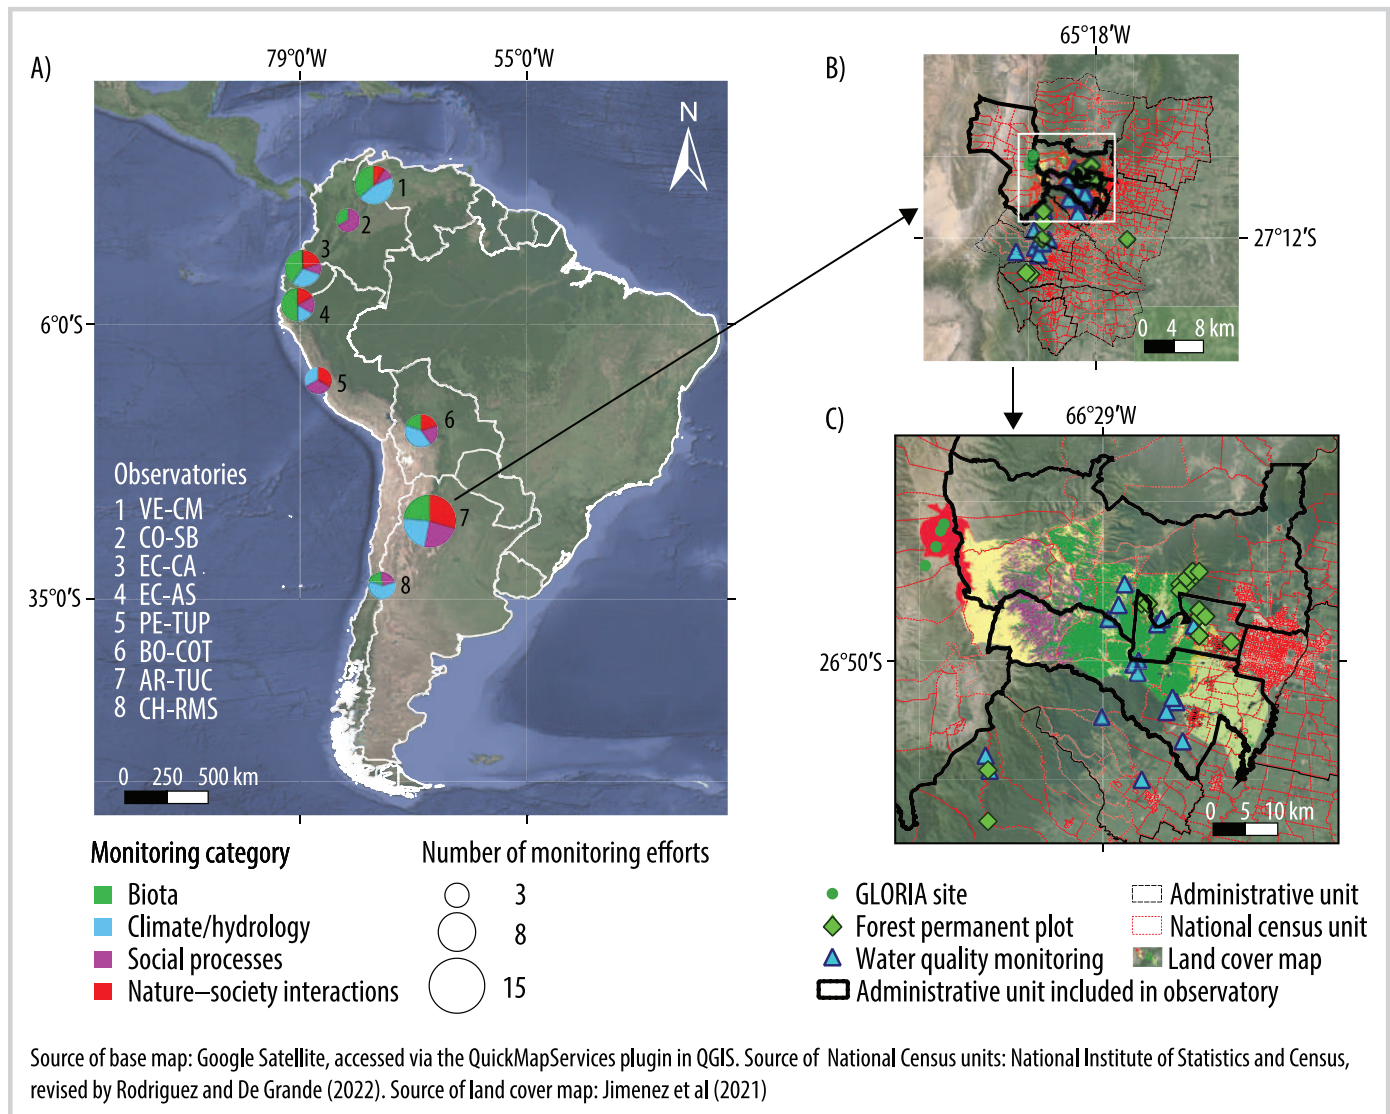 A)
79°0′W
55°0′W
N
1
2
3
4
5
6
7
8
6°0′S
35°0′S
Observatories
1 VE-CM
2 CO-SB
3 EC-CA
4 EC-AS
5 PE-TUP
6 BO-COT
7 AR-TUC
8 CH-RMS
0 250 500 km
B)
65°18′W
27°12′S
0 4 8 km
C)
66°29′W
26°50′S
0 5 10 km
Monitoring category
Biota
Climate/hydrology
Social processes
Nature–society interactions
Number of monitoring efforts
3
8
15
GLORIA site
Forest permanent plot
Water quality monitoring
Administrative unit included in observatory
Administrative unit
National census unit
Land cover map
Source of base map: Google Satellite, accessed via the QuickMapServices plugin in QGIS. Source of National Census units: National Institute of Statistics and Census,
revised by Rodriguez and De Grande (2022). Source of land cover map: Jimenez et al (2021)